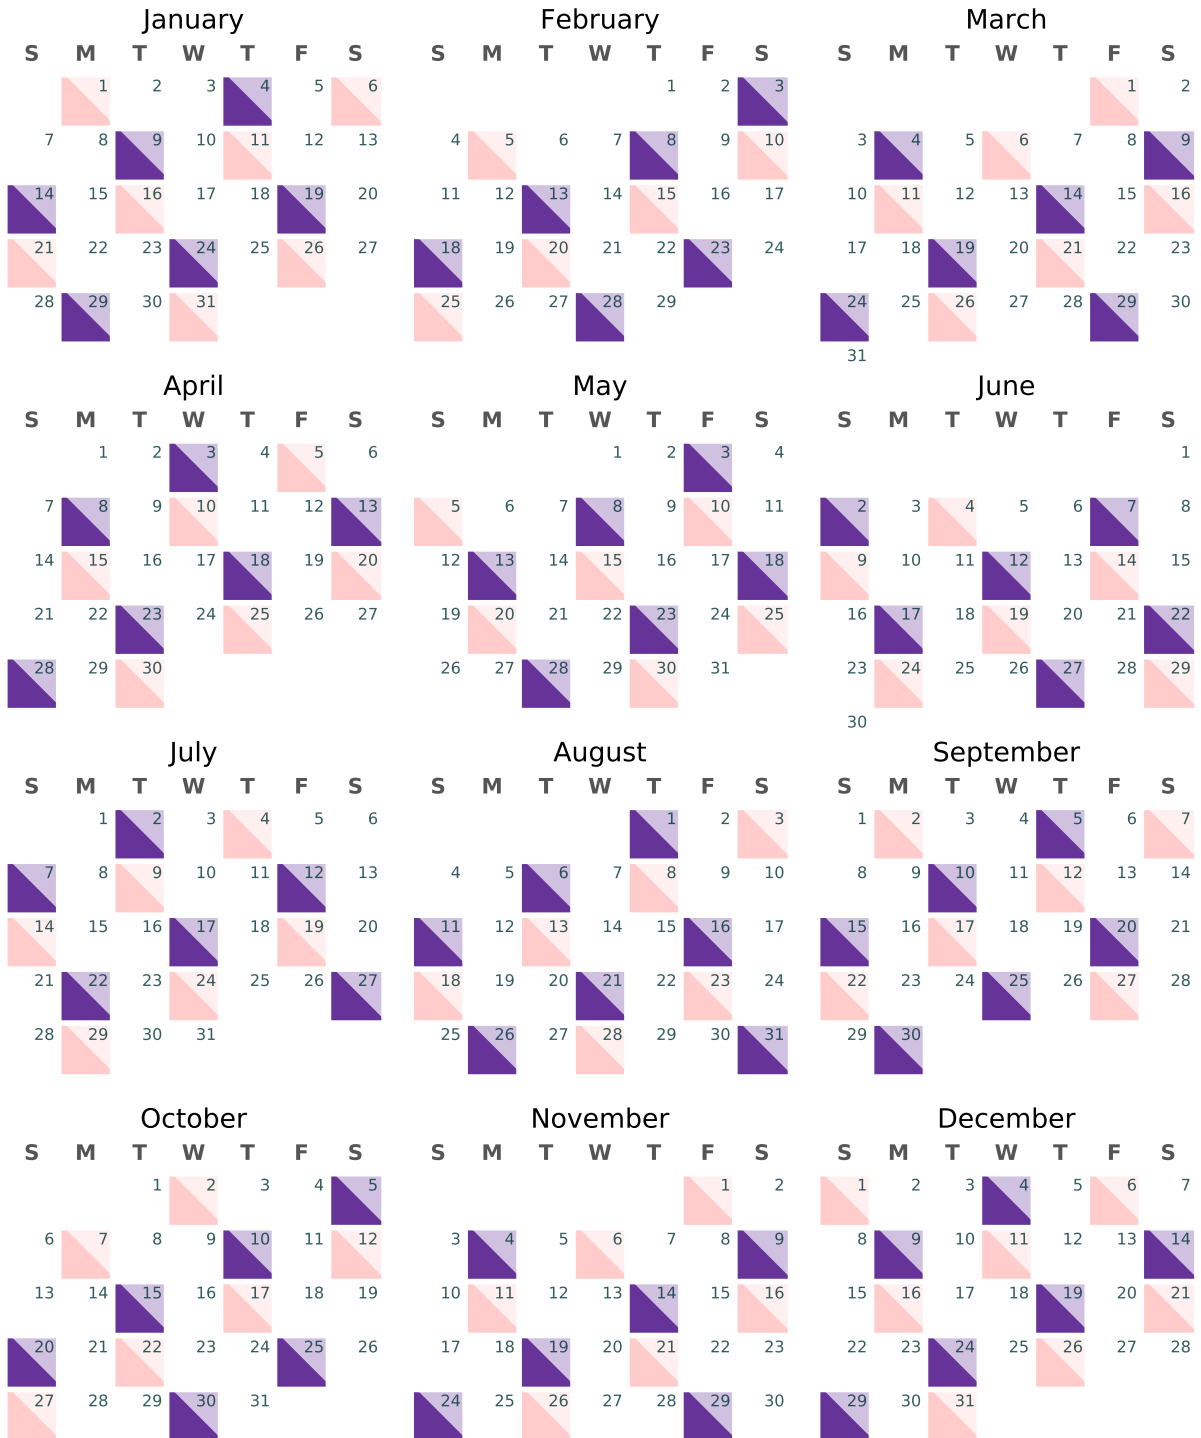 January February March
S M T W T F S S M T W T F S S M T W T F S
1 2 3 4 5 6 1 2 3 1 2
7 8 9 10 11 12 13 4 5 6 7 8 9 10 3 4 5 6 7 8 9
14 15 16 17 18 19 20 11 12 13 14 15 16 17 10 11 12 13 14 15 16
21 22 23 24 25 26 27 18 19 20 21 22 23 24 17 18 19 20 21 22 23
28 29 30 31 25 26 27 28 29 24 25 26 27 28 29 30
31
April May June
S M T W T F S S M T W T F S S M T W T F S
1 2 3 4 5 6 1 2 3 4 1
7 8 9 10 11 12 13 5 6 7 8 9 10 11 2 3 4 5 6 7 8
14 15 16 17 18 19 20 12 13 14 15 16 17 18 9 10 11 12 13 14 15
21 22 23 24 25 26 27 19 20 21 22 23 24 25 16 17 18 19 20 21 22
28 29 30 26 27 28 29 30 31 23 24 25 26 27 28 29
30
July August September
S M T W T F S S M T W T F S S M T W T F S
1 2 3 4 5 6 1 2 3 1 2 3 4 5 6 7
7 8 9 10 11 12 13 4 5 6 7 8 9 10 8 9 10 11 12 13 14
14 15 16 17 18 19 20 11 12 13 14 15 16 17 15 16 17 18 19 20 21
21 22 23 24 25 26 27 18 19 20 21 22 23 24 22 23 24 25 26 27 28
28 29 30 31 25 26 27 28 29 30 31 29 30
October November December
S M T W T F S S M T W T F S S M T W T F S
1 2 3 4 5 1 2 1 2 3 4 5 6 7
6 7 8 9 10 11 12 3 4 5 6 7 8 9 8 9 10 11 12 13 14
13 14 15 16 17 18 19 10 11 12 13 14 15 16 15 16 17 18 19 20 21
20 21 22 23 24 25 26 17 18 19 20 21 22 23 22 23 24 25 26 27 28
27 28 29 30 31 24 25 26 27 28 29 30 29 30 31